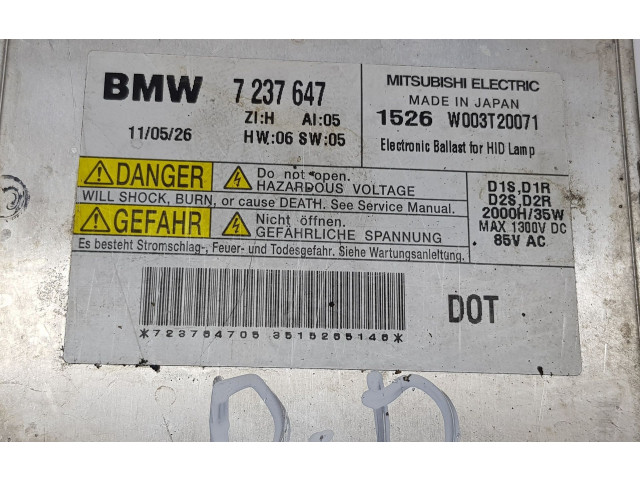 BMW 7 237 647
ZI:H AI:05
11/05/26 HW:06 SW:05
MITSUBISHI ELECTRIC
MADE IN JAPAN
1526 W003T20071
Electronic Ballast for HID Lamp
DANGER Do not open.
HAZARDOUS VOLTAGE
WILL SHOCK, BURN, or cause DEATH. See Service Manual.
GEFAHR Nicht öffnen.
GEFÄHRLICHE SPANNUNG
Es besteht Stromschlag-, Feuer- und Todesgefahr. Siehe Wartungsanleitung.
D1S,D1R
D2S,D2R
2000H/35W
MAX 1300V DC
85V AC
*723764705 3515265146*
DOT